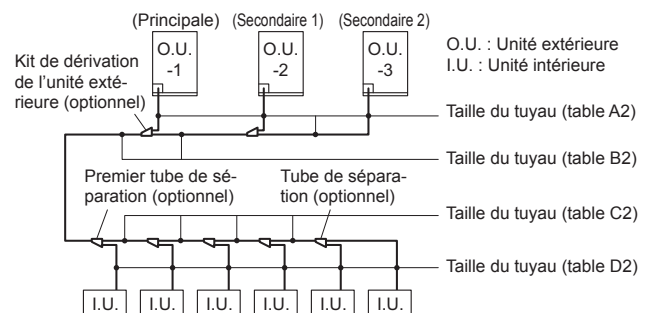 (Principale) (Secondaire 1) (Secondaire 2)
O.U.
-1
O.U.
-2
O.U.
-3
O.U. : Unité extérieure
I.U. : Unité intérieure
Kit de dérivation
de l'unité exté-
rieure (optionnel)
Taille du tuyau (table A2)
Taille du tuyau (table B2)
Premier tube de sé-
paration (optionnel)
Tube de sépara-
tion (optionnel)
Taille du tuyau (table C2)
Taille du tuyau (table D2)
I.U. I.U. I.U. I.U. I.U. I.U.